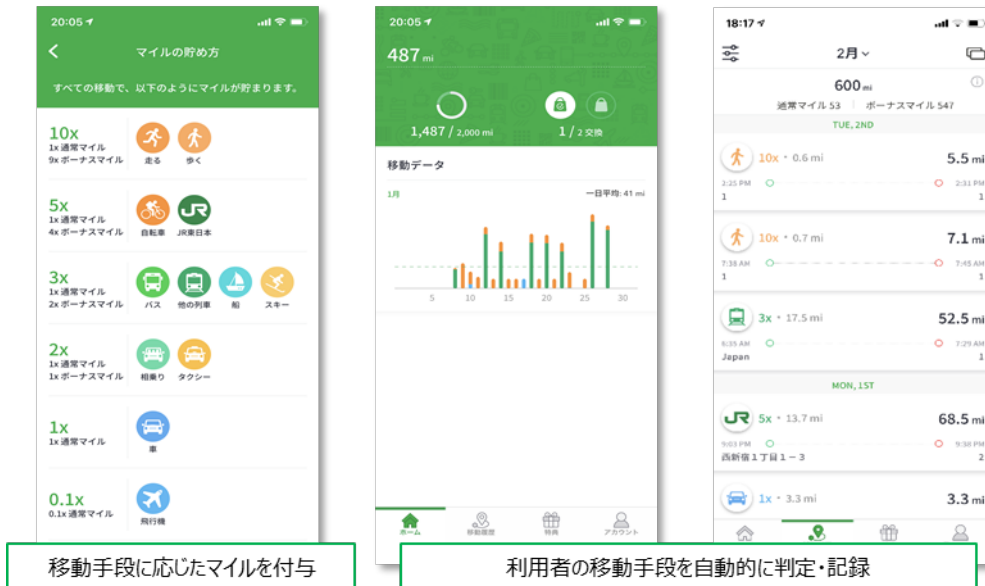 20:05
マイルの貯め方
すべての移動で、以下のようにマイルが貯まります。
10x
1x 通常マイル
9x ボーナスマイル
走る
歩く
5x
1x 通常マイル
4x ボーナスマイル
自転車
JR
JR東日本
3x
1x 通常マイル
2x ボーナスマイル
バス
他の列車
船
スキー
2x
1x 通常マイル
1x ボーナスマイル
相乗り
タクシー
1x
1x 通常マイル
車
0.1x
0.1x 通常マイル
飛行機
移動手段に応じたマイルを付与
20:05
487 mi
1,487 / 2,000 mi
1 / 2 交換
移動データ
1月
一日平均: 41 mi
5 10 15 20 25 30
ホーム
移動履歴
特典
アカウント
18:17
2月
600 mi
通常マイル 53 ボーナスマイル 547
TUE, 2ND
10x • 0.6 mi 5.5 mi
2:25 PM 2:31 PM
1 1
10x • 0.7 mi 7.1 mi
7:38 AM 7:45 AM
1 1
3x • 17.5 mi 52.5 mi
6:35 AM 7:29 AM
Japan 1
MON, 1ST
JR 5x • 13.7 mi 68.5 mi
9:03 PM 9:38 PM
西新宿1丁目1-3 2
1x • 3.3 mi 3.3 mi
利用者の移動手段を自動的に判定・記録